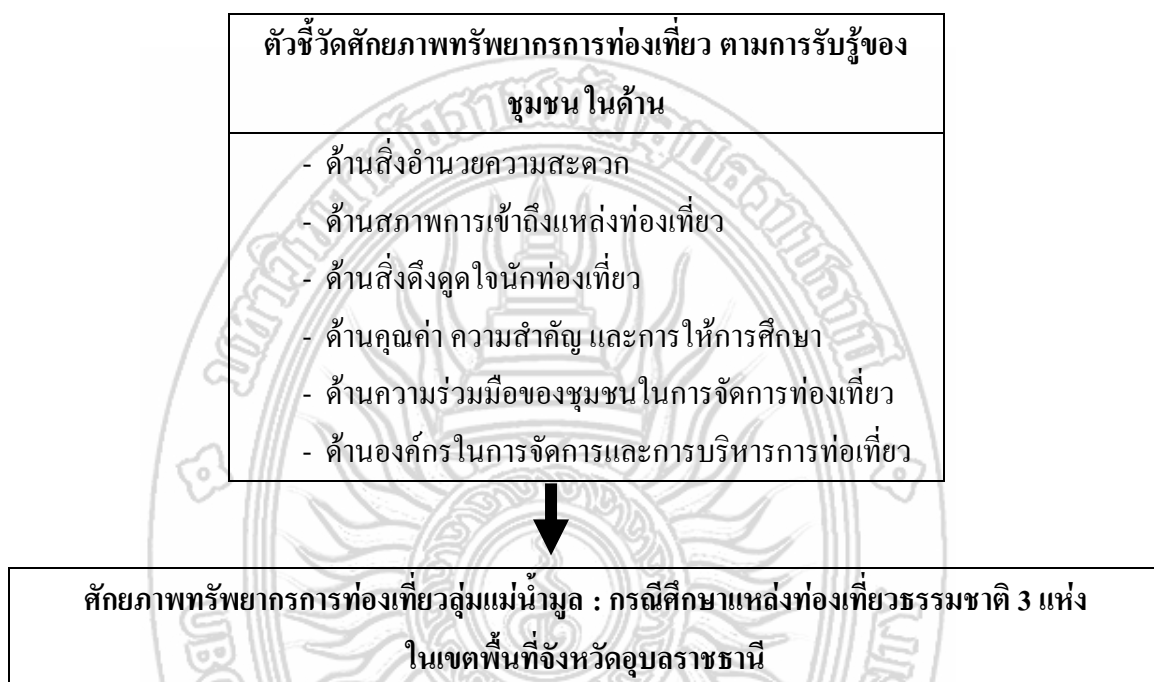 ตัวชี้วัดศักยภาพทรัพยากรการท่องเที่ยว ตามการรับรู้ของ
ชุมชน ในด้าน
- ด้านสิ่งอำนวยความสะดวก
- ด้านสภาพการเข้าถึงแหล่งท่องเที่ยว
- ด้านสิ่งดึงดูดใจนักท่องเที่ยว
- ด้านคุณค่า ความสำคัญ และการให้การศึกษา
- ด้านความร่วมมือของชุมชนในการจัดการท่องเที่ยว
- ด้านองค์กรในการจัดการและการบริหารการท่อเที่ยว
ศักยภาพทรัพยากรการท่องเที่ยวลุ่มแม่น้ำมูล : กรณีศึกษาแหล่งท่องเที่ยวธรรมชาติ 3 แห่ง
ในเขตพื้นที่จังหวัดอุบลราชธานี